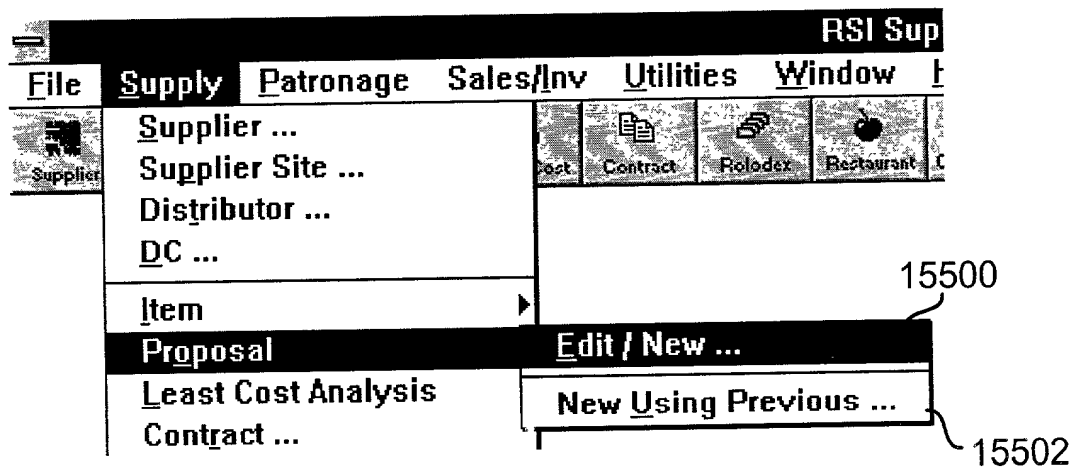 RSI Sup
File Supply Patronage Sales/Inv Utilities Window H
Supplier Cost Contract Rolodex Restaurant
Supplier ...
Supplier Site ...
Distributor ...
DC ...
Item
Proposal
Least Cost Analysis
Contract ...
15500
Edit / New ...
New Using Previous ...
15502